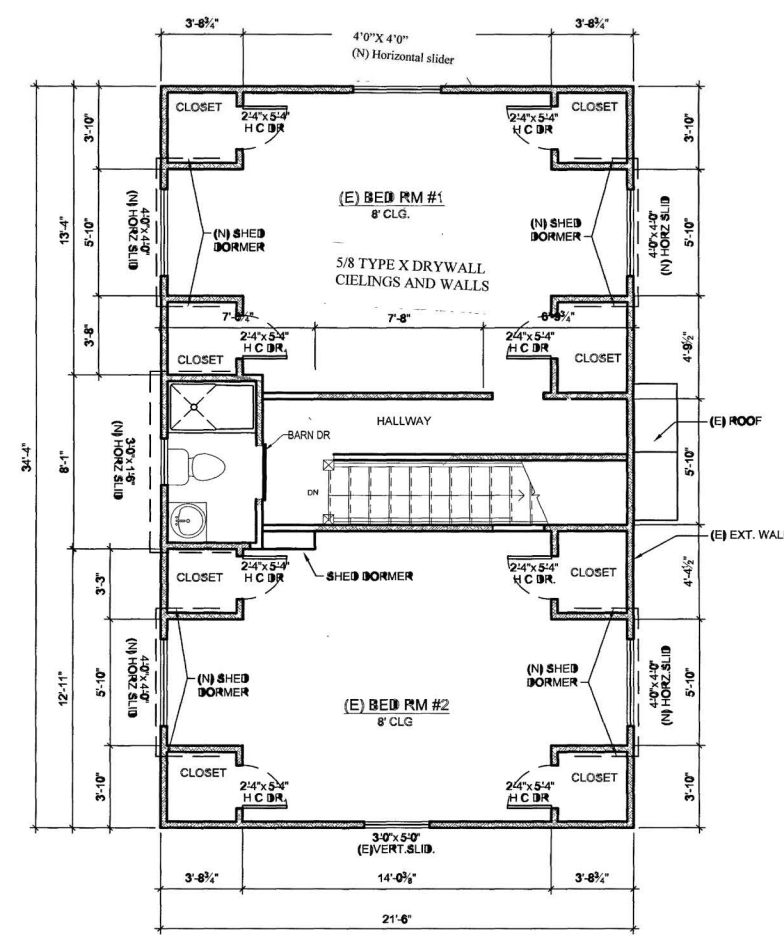 3'-8¾"
3'-8¾"
4'0"X 4'0"
(N) Horizontal slider
CLOSET
CLOSET
2'-4"x 5'-4"
H C DR
2'-4"x 5'-4"
H C DR.
3'-10"
3'-10"
(E) BED RM #1
8' CLG.
13'-4"
5'-10"
4'-0"x 4'-0"
(N) HORZ SLID
(N) SHED
DORMER
(N) SHED
DORMER
4'-0"x 4'-0"
(N) HORZ SLID
5'-10"
5/8 TYPE X DRYWALL
CIELINGS AND WALLS
7'-8"
3'-8"
CLOSET
2'-4"x 5'-4"
H C DR.
2'-4"x 5'-4"
H C DR.
CLOSET
4'-9½"
HALLWAY
(E) ROOF
BARN DR
34'-4"
8'-1"
3'-0"x 1'-6"
(N) HORZ SLID
5'-10"
DN
(E) EXT. WAL
CLOSET
2'-4"x 5'-4"
H C DR.
SHED DORMER
2'-4"x 5'-4"
H C DR.
CLOSET
3'-3"
4'-4½"
12'-11"
5'-10"
4'-0"x 4'-0"
(N) HORZ SLID
(N) SHED
DORMER
(N) SHED
DORMER
4'-0"x 4'-0"
(N) HORZ.SLID
5'-10"
(E) BED RM #2
8' CLG
CLOSET
CLOSET
2'-4"x 5'-4"
H C DR.
2'-4"x 5'-4"
H C DR.
3'-10"
3'-10"
3'-0"x 5'-0"
(E)VERT.SLID.
3'-8¾"
14'-0⅜"
3'-8¾"
21'-6"